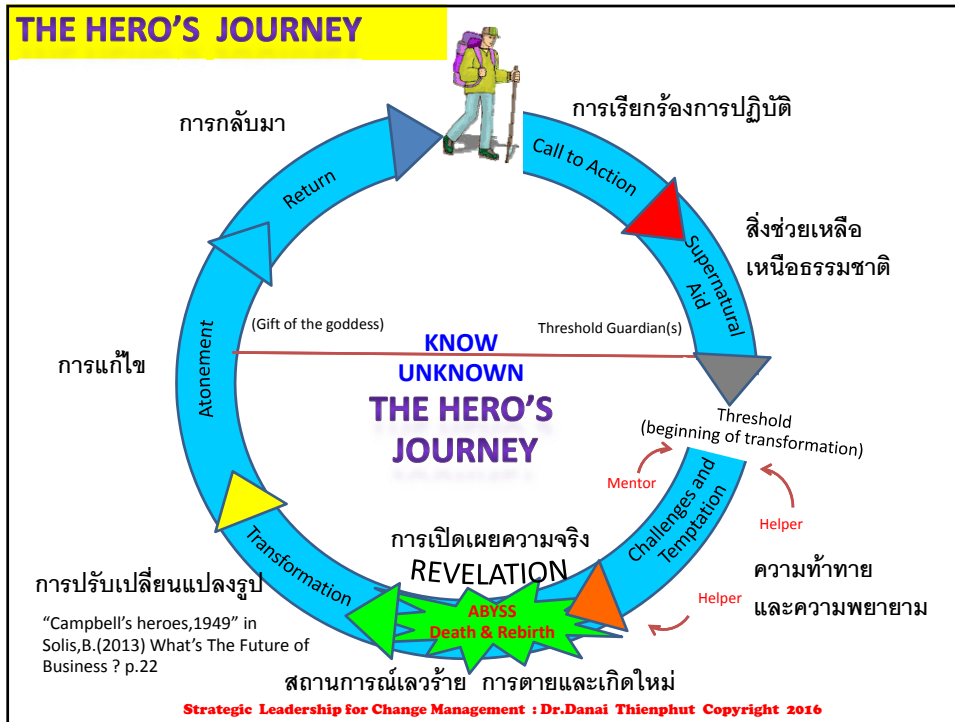 THE HERO'S JOURNEY
การกลับมา
การเรียกร้องการปฏิบัติ
Return
Call to Action
สิ่งช่วยเหลือ
เหนือธรรมชาติ
Supernatural
Aid
(Gift of the goddess)
Threshold Guardian(s)
KNOW
UNKNOWN
THE HERO'S
JOURNEY
Atonement
การแก้ไข
Threshold
(beginning of transformation)
Mentor
Helper
Challenges and
Temptation
การเปิดเผยความจริง
REVELATION
ความท้าทาย
และความพยายาม
Helper
ABYSS
Death & Rebirth
Transformation
การปรับเปลี่ยนแปลงรูป
"Campbell's heroes,1949" in
Solis,B.(2013) What's The Future of
Business ? p.22
สถานการณ์เลวร้าย การตายและเกิดใหม่
Strategic Leadership for Change Management : Dr.Danai Thienphut Copyright 2016